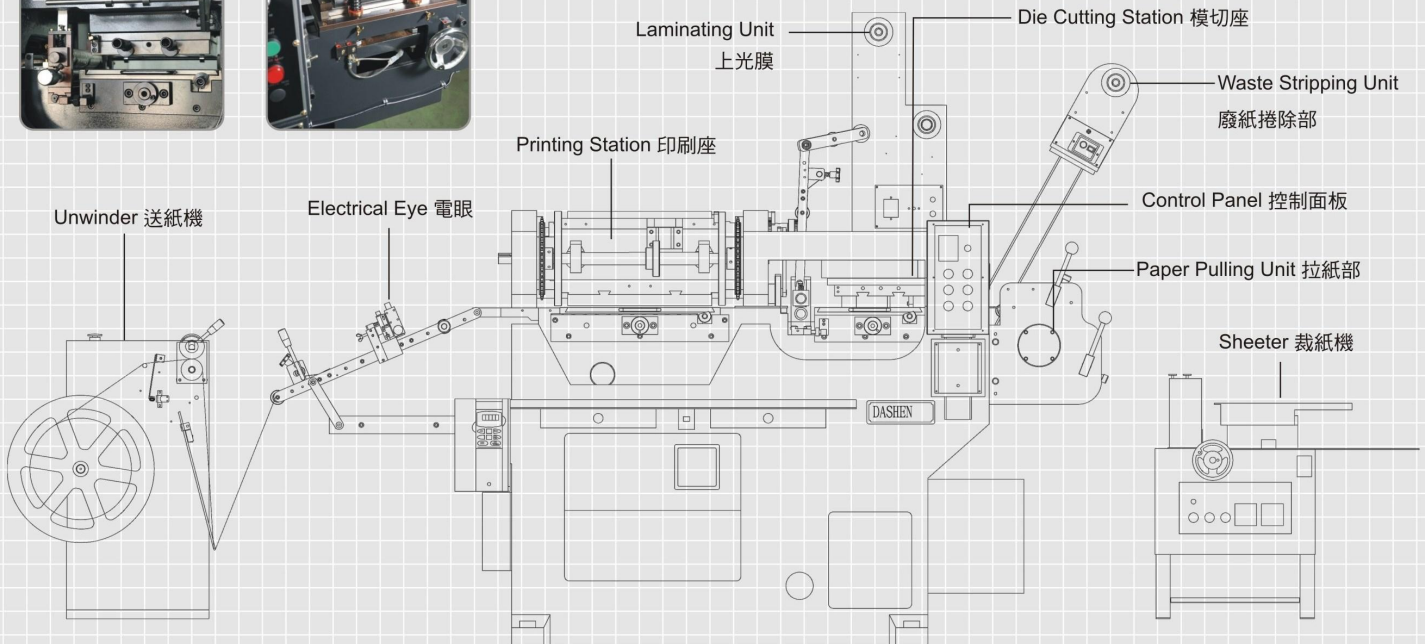 Laminating Unit
上光膜
Die Cutting Station 模切座
Waste Stripping Unit
廢紙捲除部
Printing Station 印刷座
Control Panel 控制面板
Unwinder 送紙機
Electrical Eye 電眼
Paper Pulling Unit 拉紙部
Sheeter 裁紙機
DASHEN